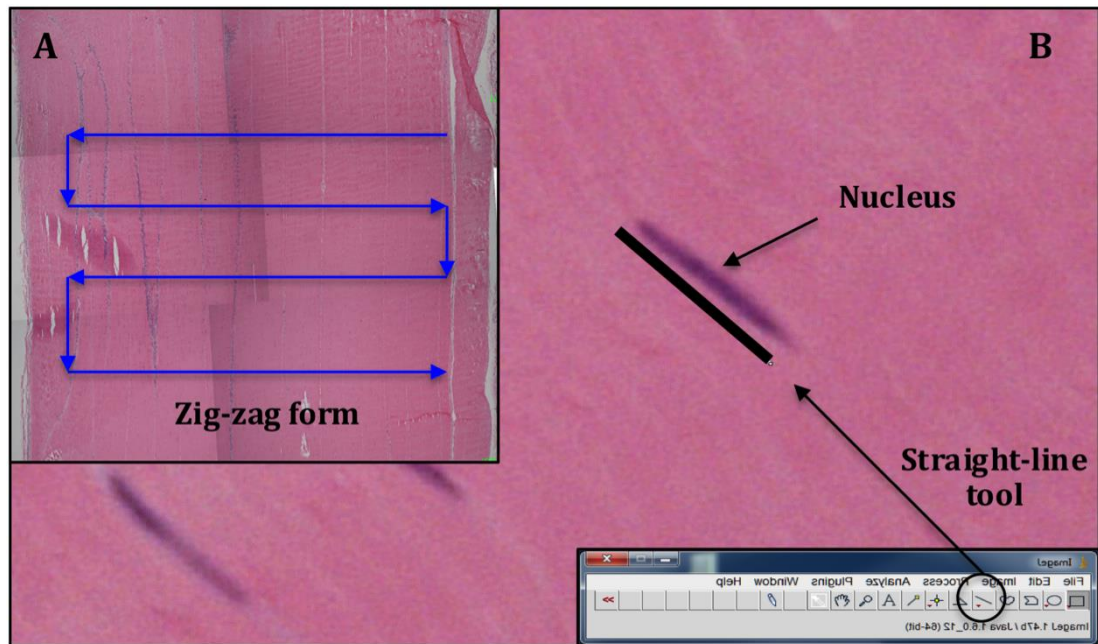 A
B
Nucleus
Zig-zag form
Straight-line
tool
ImageJ
File Edit Image Process Analyze Plugins Window Help
A
>>
ImageJ 1.47b / Java 1.6.0_12 (64-bit)